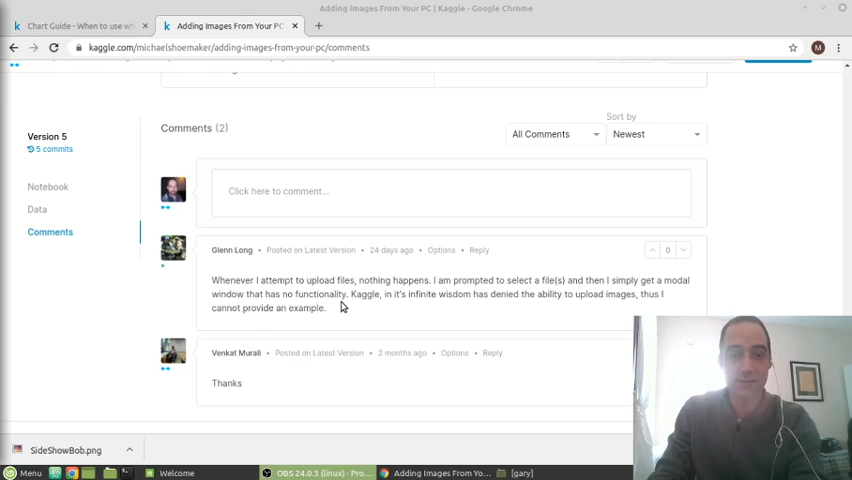 Adding Images From Your PC | Kaggle - Google Chrome
Chart Guide - When to use wh
Adding Images From Your PC
kaggle.com/michaelshoemaker/adding-images-from-your-pc/comments
M
Sort by
Comments (2)
All Comments
Newest
Version 5
5 commits
Notebook
Data
Comments
Click here to comment...
Glenn Long • Posted on Latest Version • 24 days ago • Options • Reply
0
Whenever I attempt to upload files, nothing happens. I am prompted to select a file(s) and then I simply get a modal
window that has no functionality. Kaggle, in it's infinite wisdom has denied the ability to upload images, thus I
cannot provide an example.
Venkat Murali • Posted on Latest Version • 2 months ago • Options • Reply
Thanks
SideShowBob.png
Menu
Welcome
OBS 24.0.3 (linux) - Pro...
Adding Images From Yo...
[gary]